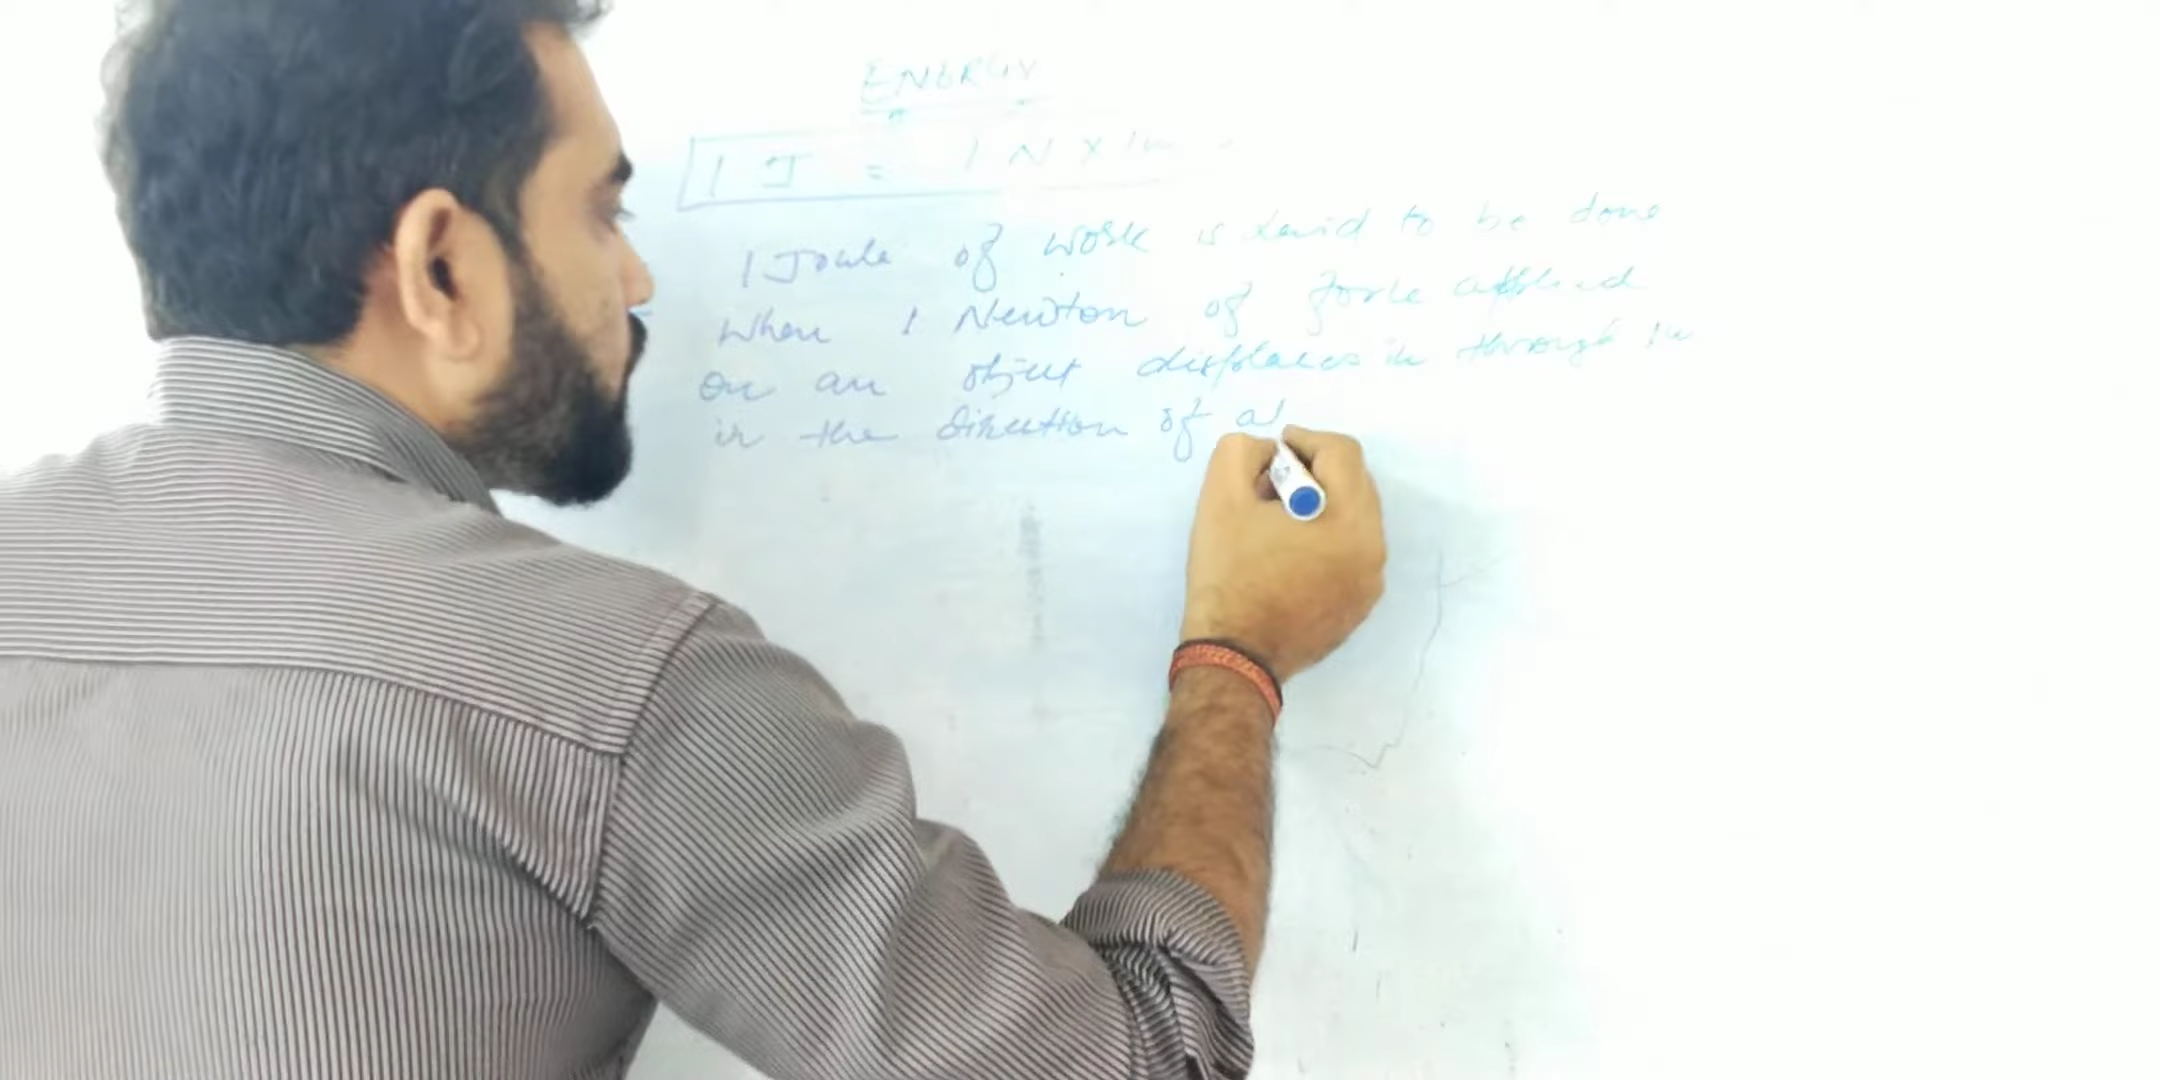 ENERGY
1 J = 1 N x 1m
1 Joule of work is said to be done
when 1 Newton of force applied
on an object displaces it through 1m
in the direction of